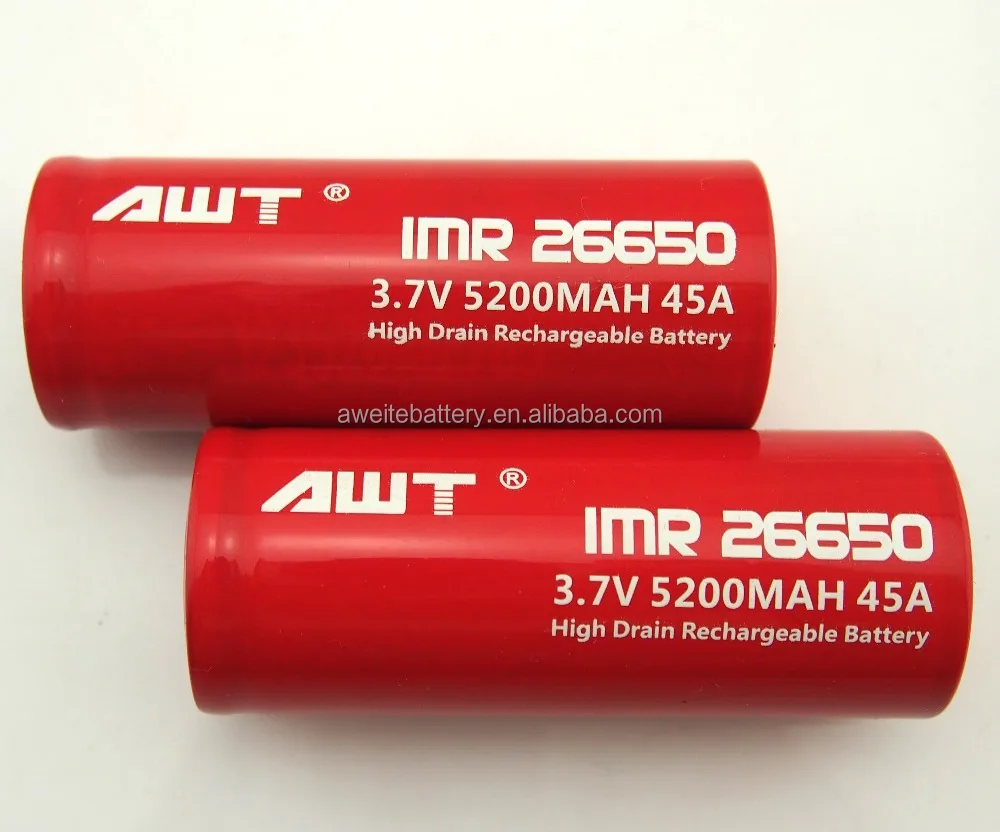 AWT ®
IMR 26650
3.7V 5200MAH 45A
High Drain Rechargeable Battery
aweitebattery.en.alibaba.com
AWT ®
IMR 26650
3.7V 5200MAH 45A
High Drain Rechargeable Battery